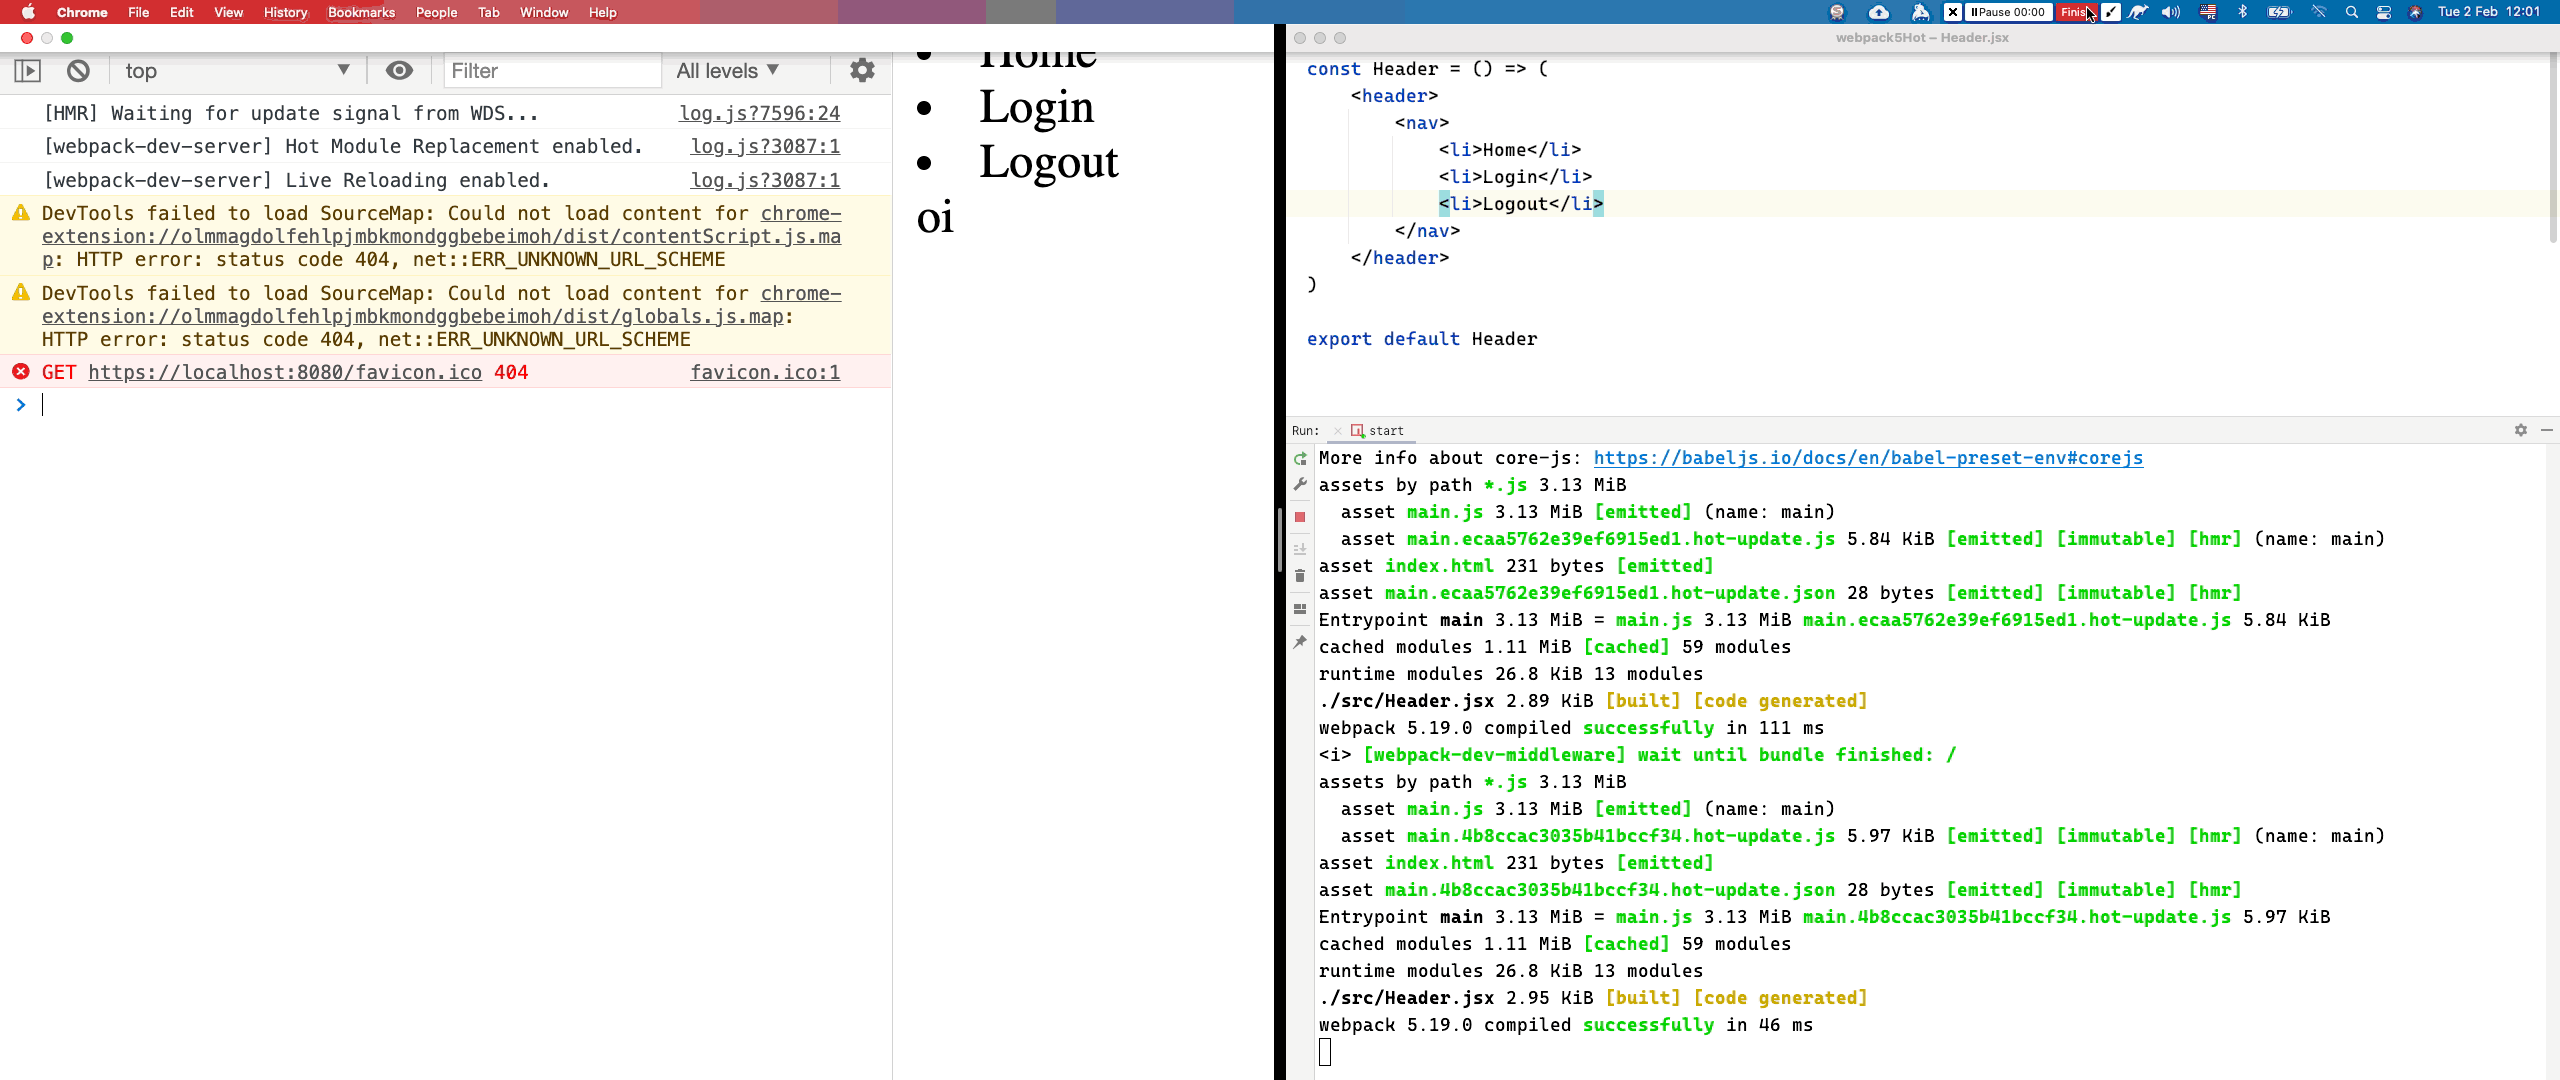 Chrome File Edit View History Bookmarks People Tab Window Help
Pause 00:00 Finis Tue 2 Feb 12:01
top Filter All levels
[HMR] Waiting for update signal from WDS... log.js?7596:24
[webpack-dev-server] Hot Module Replacement enabled. log.js?3087:1
[webpack-dev-server] Live Reloading enabled. log.js?3087:1
DevTools failed to load SourceMap: Could not load content for chrome-
extension://olmmagdolfehlpjmbkmondggbebeimoh/dist/contentScript.js.ma
p: HTTP error: status code 404, net::ERR_UNKNOWN_URL_SCHEME
DevTools failed to load SourceMap: Could not load content for chrome-
extension://olmmagdolfehlpjmbkmondggbebeimoh/dist/globals.js.map:
HTTP error: status code 404, net::ERR_UNKNOWN_URL_SCHEME
GET https://localhost:8080/favicon.ico 404 favicon.ico:1
Home
Login
Logout
oi
webpack5Hot – Header.jsx
const Header = () => (
<header>
<nav>
<li>Home</li>
<li>Login</li>
<li>Logout</li>
</nav>
</header>
)
export default Header
Run: start
More info about core-js: https://babeljs.io/docs/en/babel-preset-env#corejs
assets by path *.js 3.13 MiB
asset main.js 3.13 MiB [emitted] (name: main)
asset main.ecaa5762e39ef6915ed1.hot-update.js 5.84 KiB [emitted] [immutable] [hmr] (name: main)
asset index.html 231 bytes [emitted]
asset main.ecaa5762e39ef6915ed1.hot-update.json 28 bytes [emitted] [immutable] [hmr]
Entrypoint main 3.13 MiB = main.js 3.13 MiB main.ecaa5762e39ef6915ed1.hot-update.js 5.84 KiB
cached modules 1.11 MiB [cached] 59 modules
runtime modules 26.8 KiB 13 modules
./src/Header.jsx 2.89 KiB [built] [code generated]
webpack 5.19.0 compiled successfully in 111 ms
<i> [webpack-dev-middleware] wait until bundle finished: /
assets by path *.js 3.13 MiB
asset main.js 3.13 MiB [emitted] (name: main)
asset main.4b8ccac3035b41bccf34.hot-update.js 5.97 KiB [emitted] [immutable] [hmr] (name: main)
asset index.html 231 bytes [emitted]
asset main.4b8ccac3035b41bccf34.hot-update.json 28 bytes [emitted] [immutable] [hmr]
Entrypoint main 3.13 MiB = main.js 3.13 MiB main.4b8ccac3035b41bccf34.hot-update.js 5.97 KiB
cached modules 1.11 MiB [cached] 59 modules
runtime modules 26.8 KiB 13 modules
./src/Header.jsx 2.95 KiB [built] [code generated]
webpack 5.19.0 compiled successfully in 46 ms